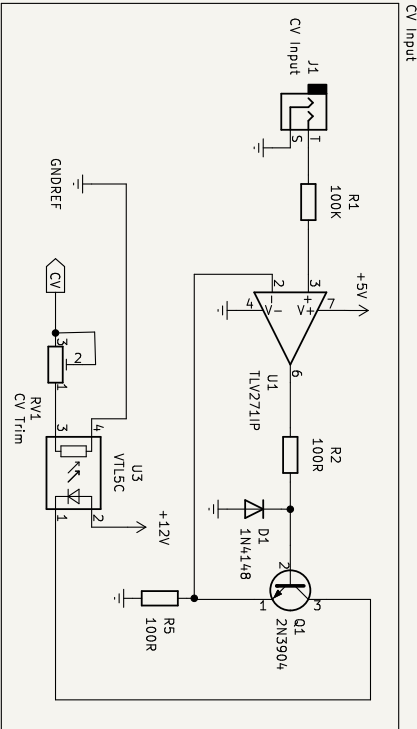 CV Input
J1
CV Input
T
S
R1
100K
+5V
3
+
V+
7
2
-
V-
4
6
U1
TLV271IP
R2
100R
D1
1N4148
2
1
3
Q1
2N3904
R5
100R
GNDREF
CV
3
2
1
RV1
CV Trim
3
4
U3
VTL5C
1
2
+12V